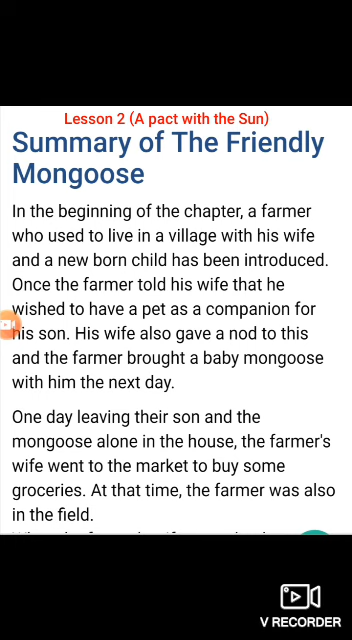 Lesson 2 (A pact with the Sun)
Summary of The Friendly
Mongoose
In the beginning of the chapter, a farmer
who used to live in a village with his wife
and a new born child has been introduced.
Once the farmer told his wife that he
wished to have a pet as a companion for
his son. His wife also gave a nod to this
and the farmer brought a baby mongoose
with him the next day.
One day leaving their son and the
mongoose alone in the house, the farmer's
wife went to the market to buy some
groceries. At that time, the farmer was also
in the field.
V RECORDER